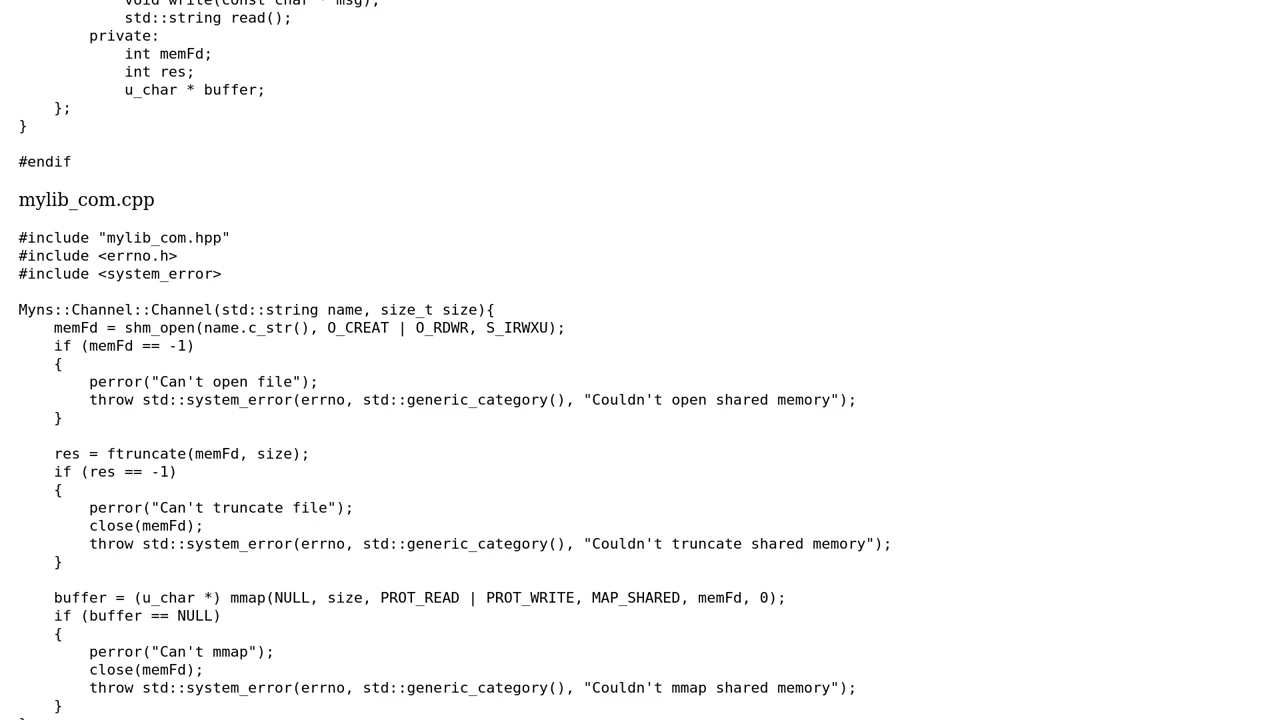 void write(const char * msg);
std::string read();
private:
int memFd;
int res;
u_char * buffer;
};
}
#endif
mylib_com.cpp
#include "mylib_com.hpp"
#include <errno.h>
#include <system_error>
Myns::Channel::Channel(std::string name, size_t size){
memFd = shm_open(name.c_str(), O_CREAT | O_RDWR, S_IRWXU);
if (memFd == -1)
{
perror("Can't open file");
throw std::system_error(errno, std::generic_category(), "Couldn't open shared memory");
}
res = ftruncate(memFd, size);
if (res == -1)
{
perror("Can't truncate file");
close(memFd);
throw std::system_error(errno, std::generic_category(), "Couldn't truncate shared memory");
}
buffer = (u_char *) mmap(NULL, size, PROT_READ | PROT_WRITE, MAP_SHARED, memFd, 0);
if (buffer == NULL)
{
perror("Can't mmap");
close(memFd);
throw std::system_error(errno, std::generic_category(), "Couldn't mmap shared memory");
}